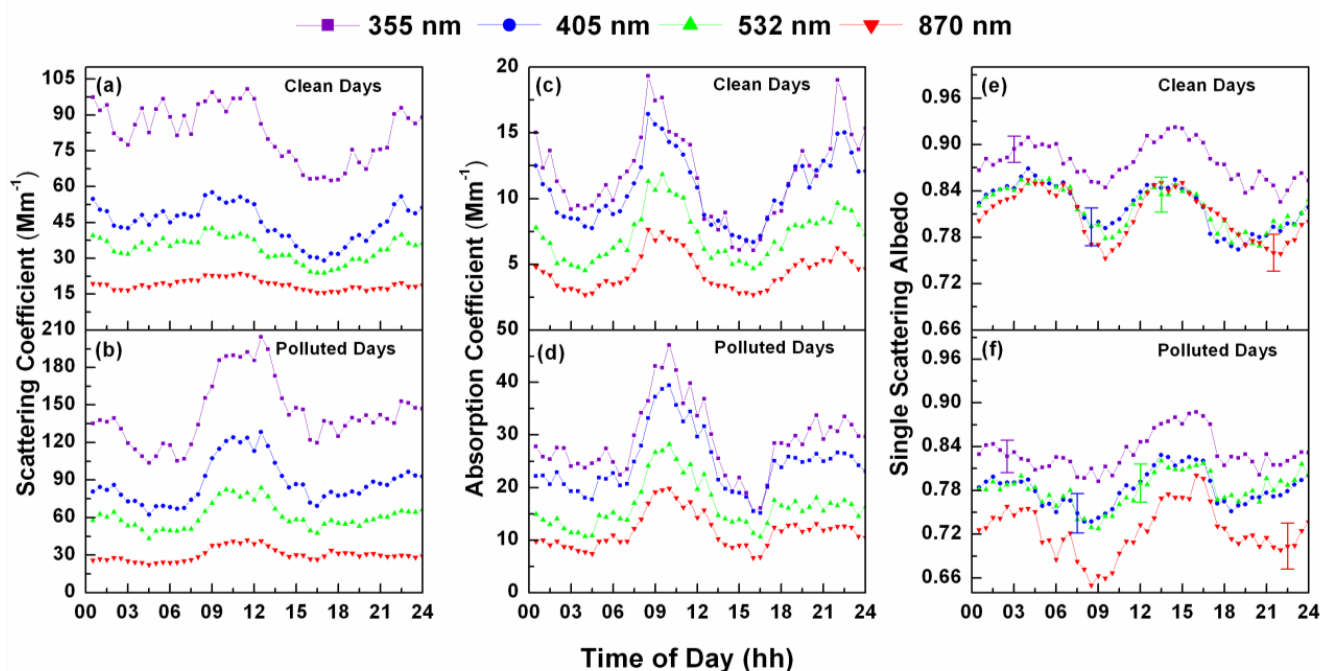 355 nm 405 nm 532 nm 870 nm
(a) Clean Days
105
90
75
60
45
30
15
(b) Polluted Days
210
180
150
120
90
60
30
0
Scattering Coefficient (Mm⁻¹)
00 03 06 09 12 15 18 21 24
(c) Clean Days
20
15
10
5
(d) Polluted Days
50
40
30
20
10
0
Absorption Coefficient (Mm⁻¹)
00 03 06 09 12 15 18 21 24
(e) Clean Days
0.96
0.90
0.84
0.78
0.72
0.66
(f) Polluted Days
0.96
0.90
0.84
0.78
0.72
0.66
Single Scattering Albedo
00 03 06 09 12 15 18 21 24
Time of Day (hh)